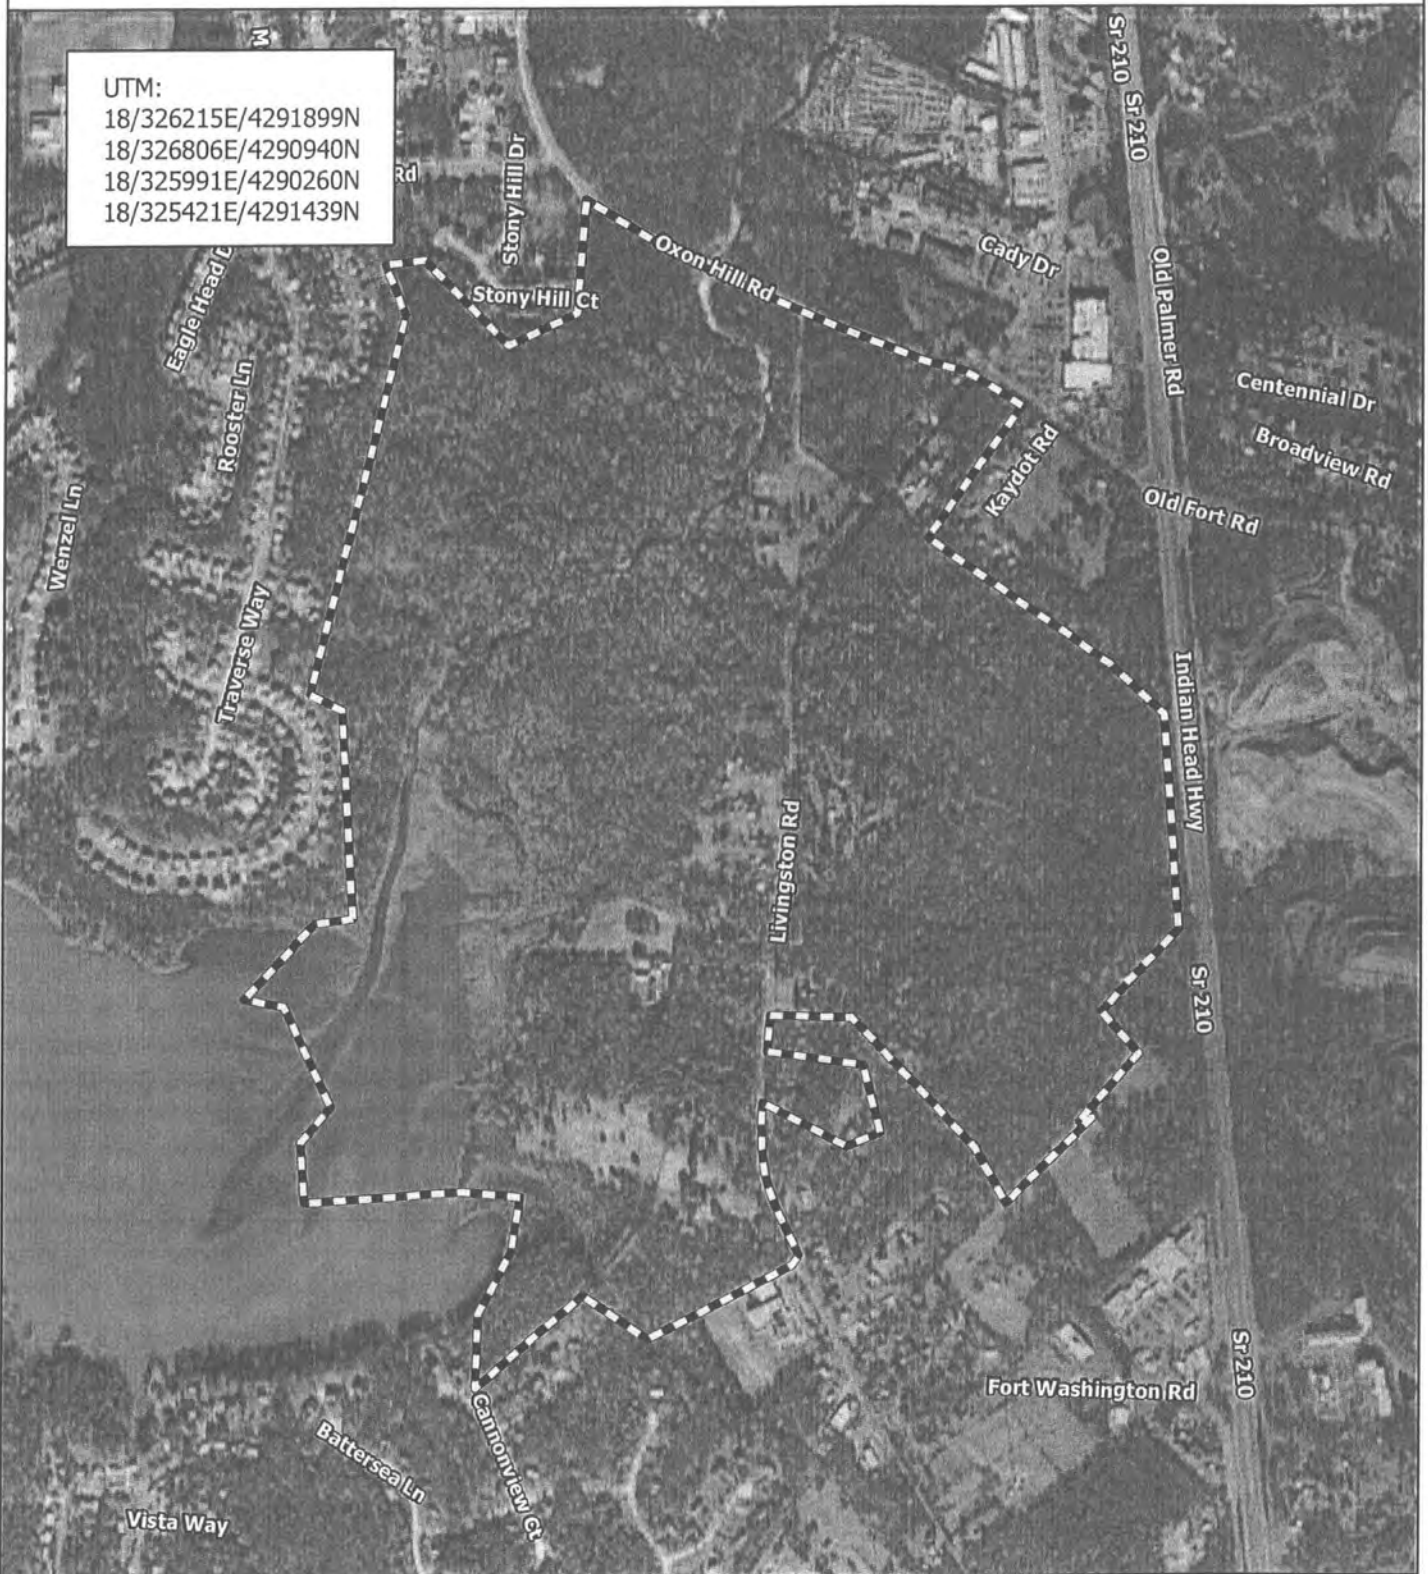 M
Sr 210
Sr 210
UTM:
18/326215E/4291899N
18/326806E/4290940N
18/325991E/4290260N
18/325421E/4291439N
Rd
Stony Hill Dr
Oxon Hill Rd
Cady Dr
Eagle Head D
Stony Hill Ct
Old Palmer Rd
Rooster Ln
Centennial Dr
Broadview Rd
Kaydot Rd
Wenzel Ln
Old Fort Rd
Traverse Way
Indian Head Hwy
Livingston Rd
Sr 210
Sr 210
Fort Washington Rd
Cannonview Ct
Battersea Ln
Vista Way